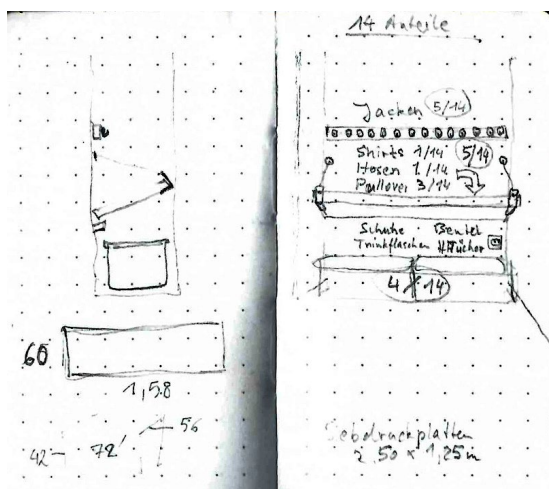 60
1,58
42
72
56
14 Anteile
Jacken 5/14
Shirts 1/14 5/14
Hosen 1/14
Pullover 3/14
Schuhe Beutel
Trinkflaschen
4/14
Siebdruckplatten
2,50 x 1,25m